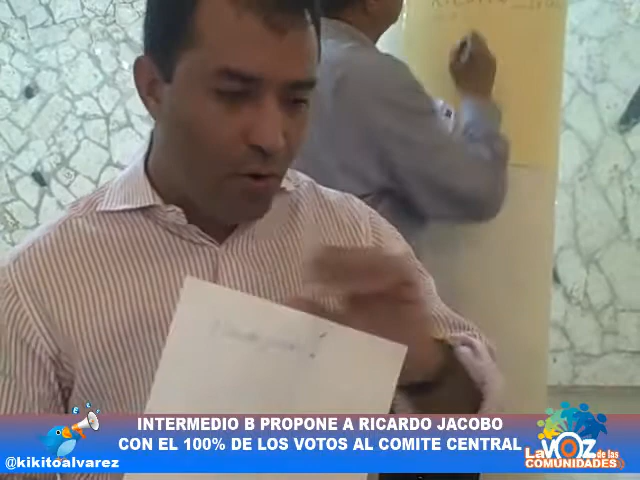 INTERMEDIO B PROPONE A RICARDO JACOBO
CON EL 100% DE LOS VOTOS AL COMITE CENTRAL
@kikitoalvarez
La VOZ de las
COMUNIDADES